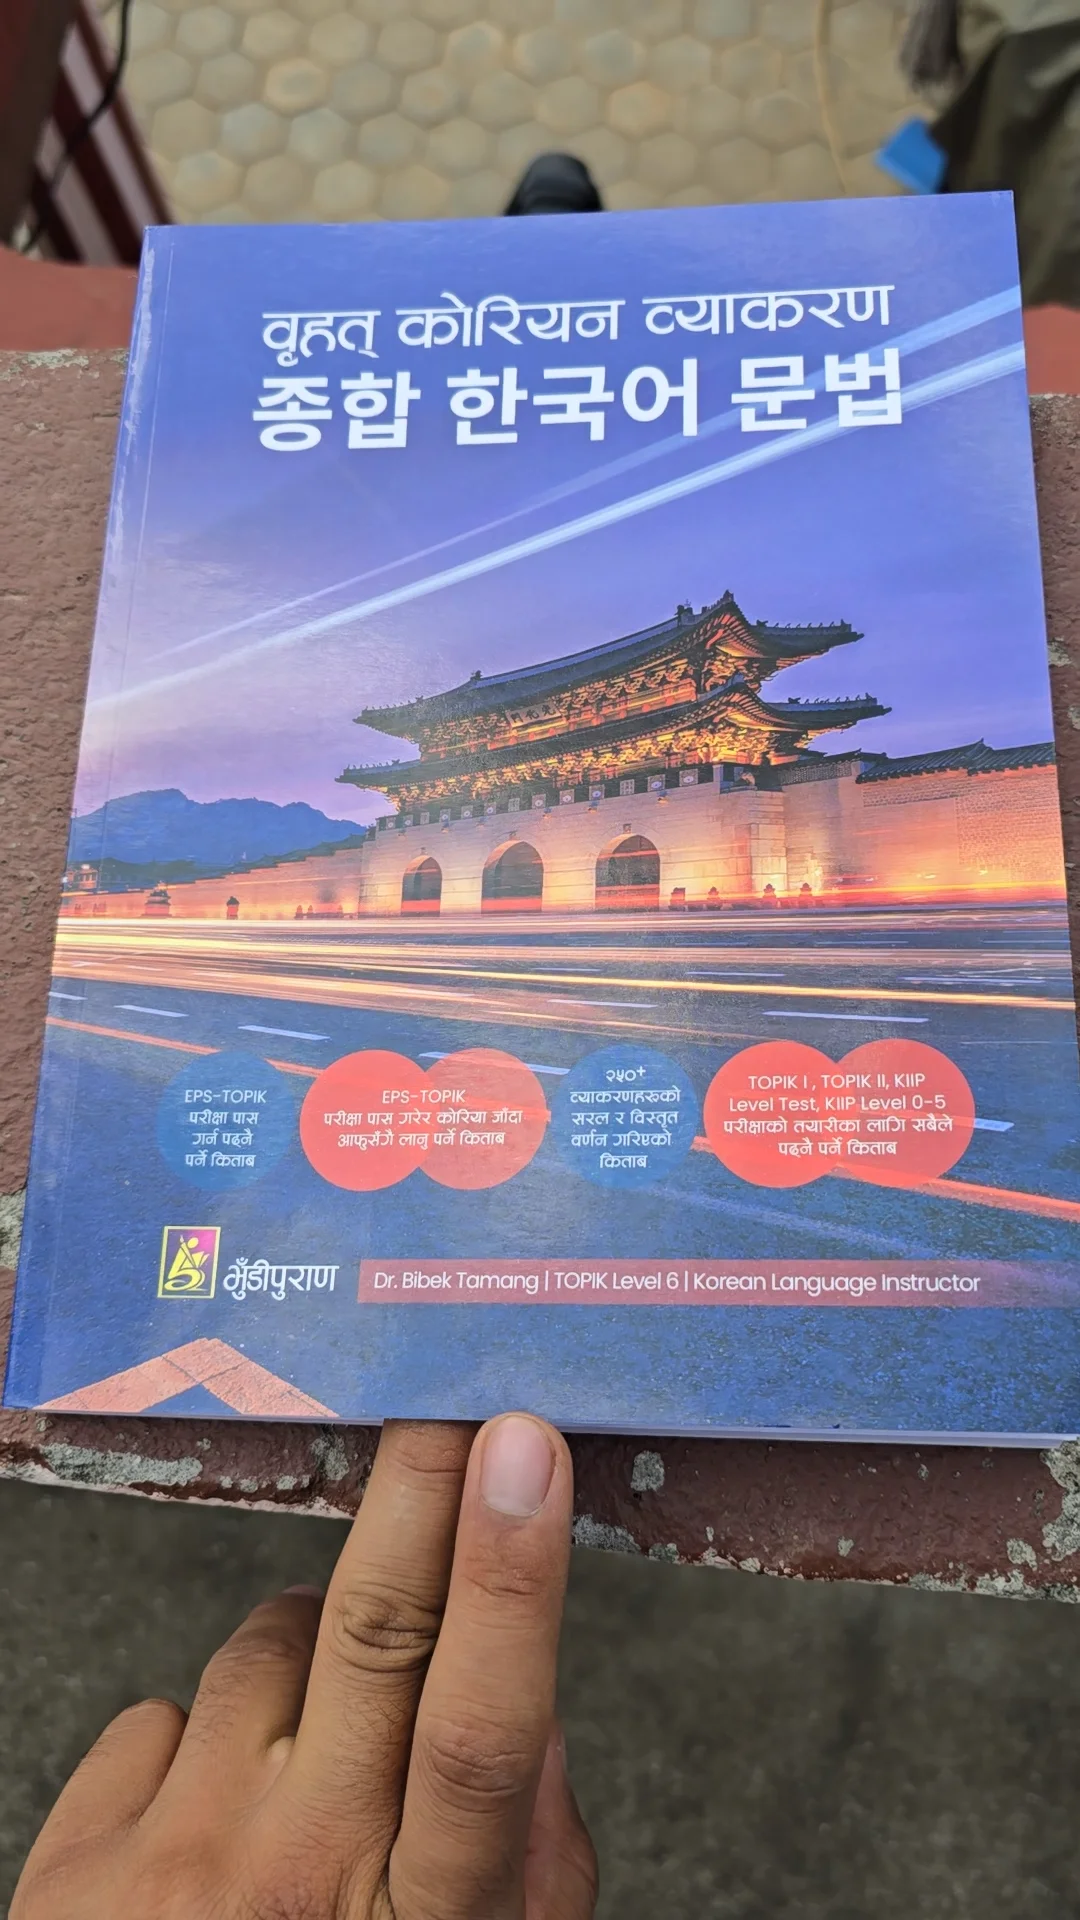 वृहत् कोरियन व्याकरण
종합 한국어 문법
EPS-TOPIK
परीक्षा पास
गर्न पढ्नै
पर्ने किताब
EPS-TOPIK
परीक्षा पास गरेर कोरिया जाँदा
आफुसँगै लानु पर्ने किताब
२५०+
व्याकरणहरुको
सरल र विस्तृत
वर्णन गरिएको
किताब
TOPIK I , TOPIK II, KIIP
Level Test, KIIP Level 0-5
परीक्षाको तयारीका लागि सबैले
पढ्नै पर्ने किताब
भुँडीपुराण
Dr. Bibek Tamang | TOPIK Level 6 | Korean Language Instructor